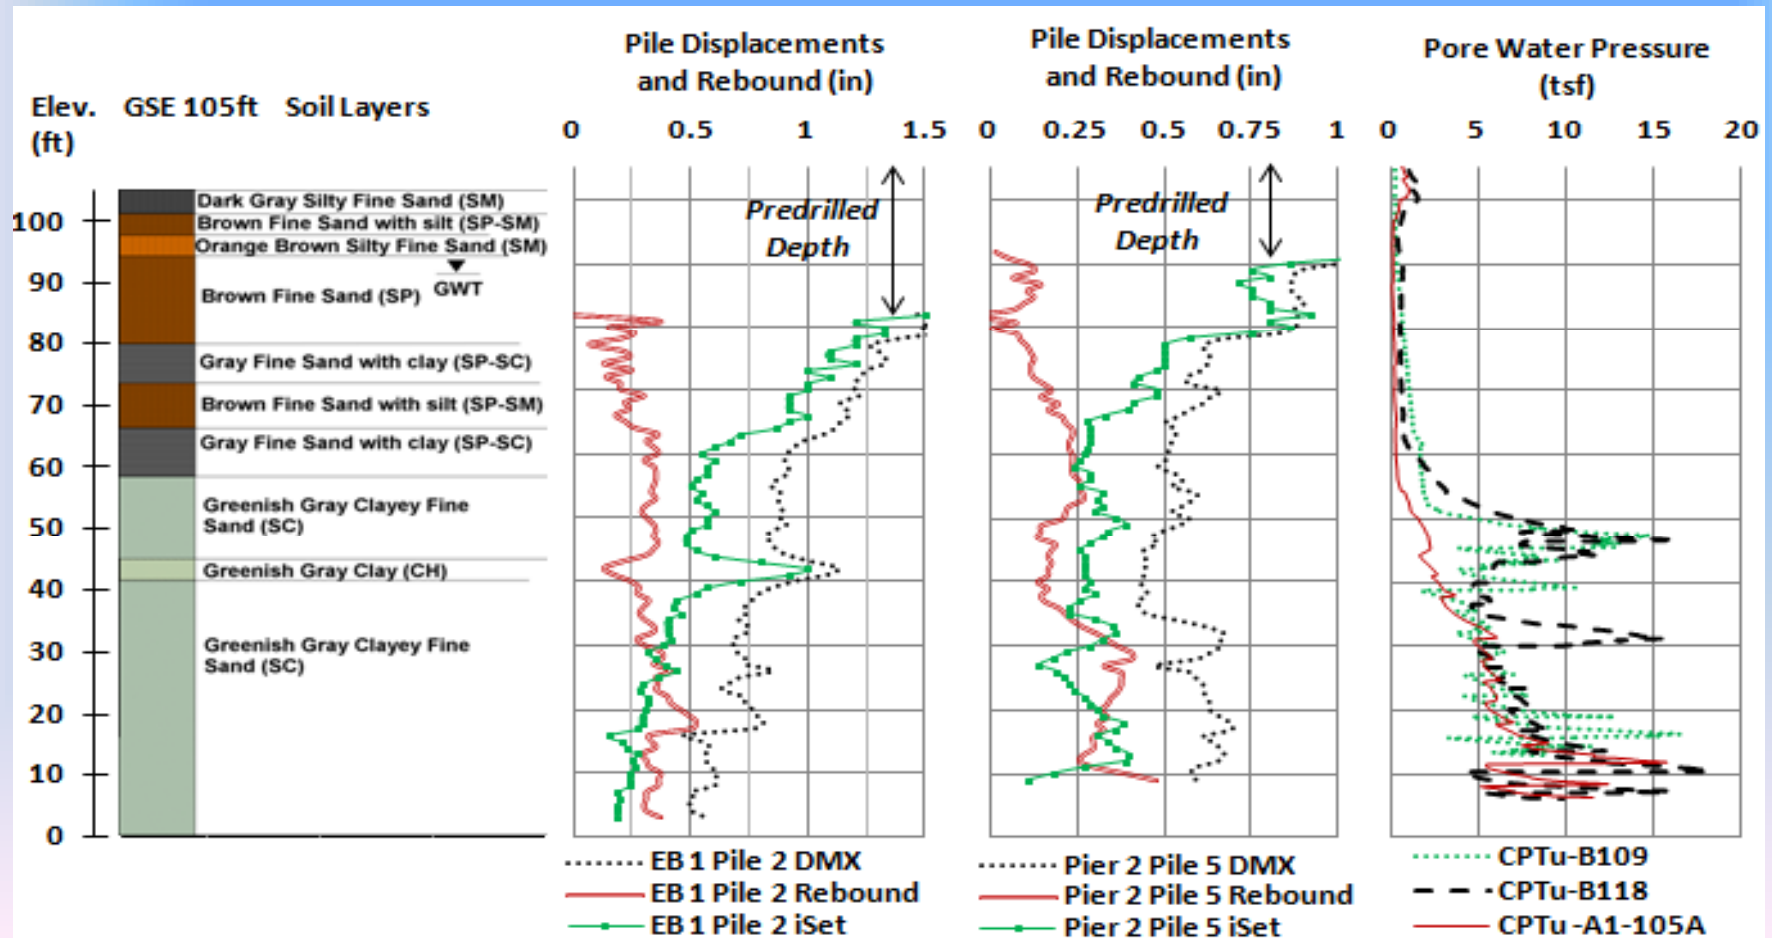 Pile Displacements
and Rebound (in)
Pile Displacements
and Rebound (in)
Pore Water Pressure
(tsf)
Elev.
(ft)
GSE 105ft
Soil Layers
0 0.5 1 1.5
0 0.25 0.5 0.75 1
0 5 10 15 20
100
90
80
70
60
50
40
30
20
10
0
Dark Gray Silty Fine Sand (SM)
Brown Fine Sand with silt (SP-SM)
Orange Brown Silty Fine Sand (SM)
Brown Fine Sand (SP)
GWT
Gray Fine Sand with clay (SP-SC)
Brown Fine Sand with silt (SP-SM)
Gray Fine Sand with clay (SP-SC)
Greenish Gray Clayey Fine
Sand (SC)
Greenish Gray Clay (CH)
Greenish Gray Clayey Fine
Sand (SC)
Predrilled
Depth
Predrilled
Depth
EB 1 Pile 2 DMX
EB 1 Pile 2 Rebound
EB 1 Pile 2 iSet
Pier 2 Pile 5 DMX
Pier 2 Pile 5 Rebound
Pier 2 Pile 5 iSet
CPTu-B109
CPTu-B118
CPTu -A1-105A